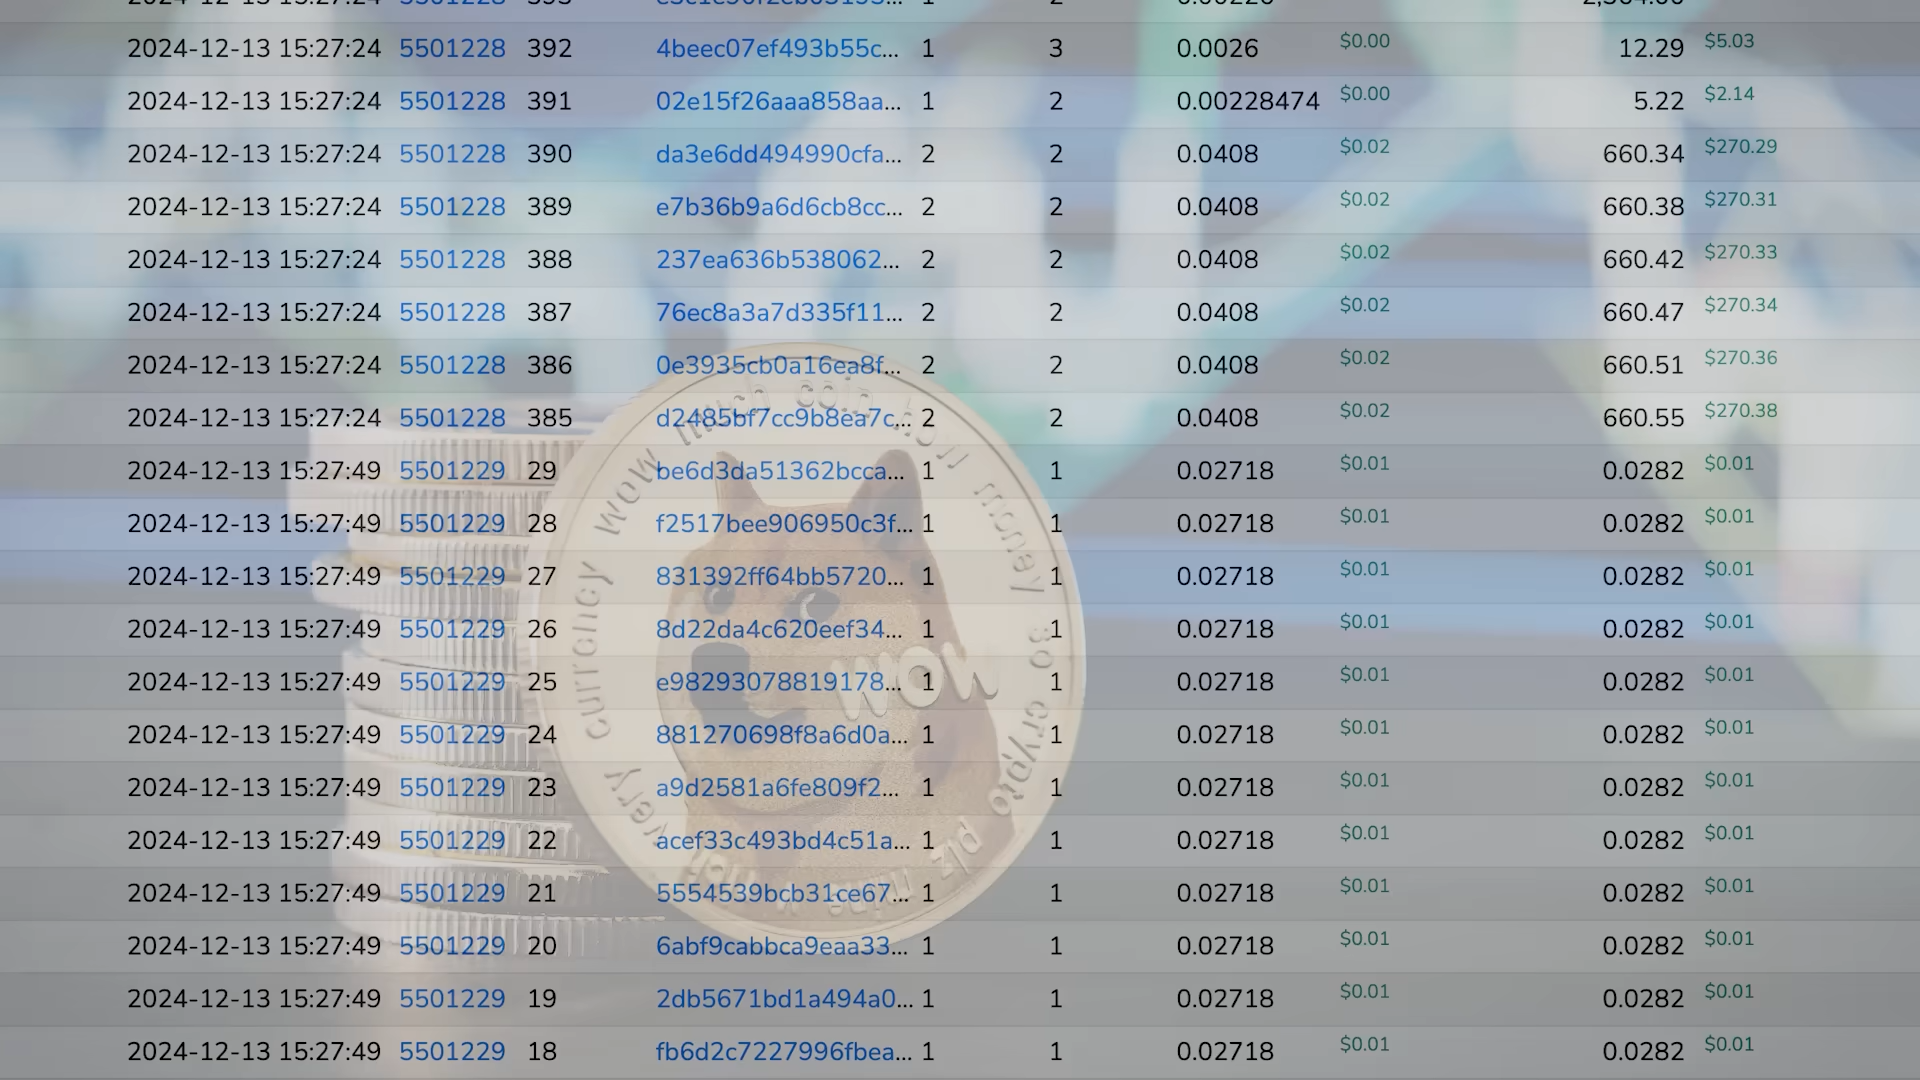 2024-12-13 15:27:24 5501228 392 4beec07ef493b55c... 1 3 0.0026 $0.00 12.29 $5.03
2024-12-13 15:27:24 5501228 391 02e15f26aaa858aa... 1 2 0.00228474 $0.00 5.22 $2.14
2024-12-13 15:27:24 5501228 390 da3e6dd494990cfa... 2 2 0.0408 $0.02 660.34 $270.29
2024-12-13 15:27:24 5501228 389 e7b36b9a6d6cb8cc... 2 2 0.0408 $0.02 660.38 $270.31
2024-12-13 15:27:24 5501228 388 237ea636b538062... 2 2 0.0408 $0.02 660.42 $270.33
2024-12-13 15:27:24 5501228 387 76ec8a3a7d335f11... 2 2 0.0408 $0.02 660.47 $270.34
2024-12-13 15:27:24 5501228 386 0e3935cb0a16ea8f... 2 2 0.0408 $0.02 660.51 $270.36
2024-12-13 15:27:24 5501228 385 d2485bf7cc9b8ea7c... 2 2 0.0408 $0.02 660.55 $270.38
2024-12-13 15:27:49 5501229 29 be6d3da51362bcca... 1 1 0.02718 $0.01 0.0282 $0.01
2024-12-13 15:27:49 5501229 28 f2517bee906950c3f... 1 1 0.02718 $0.01 0.0282 $0.01
2024-12-13 15:27:49 5501229 27 831392ff64bb5720... 1 1 0.02718 $0.01 0.0282 $0.01
2024-12-13 15:27:49 5501229 26 8d22da4c620eef34... 1 1 0.02718 $0.01 0.0282 $0.01
2024-12-13 15:27:49 5501229 25 e98293078819178... 1 1 0.02718 $0.01 0.0282 $0.01
2024-12-13 15:27:49 5501229 24 881270698f8a6d0a... 1 1 0.02718 $0.01 0.0282 $0.01
2024-12-13 15:27:49 5501229 23 a9d2581a6fe809f2... 1 1 0.02718 $0.01 0.0282 $0.01
2024-12-13 15:27:49 5501229 22 acef33c493bd4c51a... 1 1 0.02718 $0.01 0.0282 $0.01
2024-12-13 15:27:49 5501229 21 5554539bcb31ce67... 1 1 0.02718 $0.01 0.0282 $0.01
2024-12-13 15:27:49 5501229 20 6abf9cabbca9eaa33... 1 1 0.02718 $0.01 0.0282 $0.01
2024-12-13 15:27:49 5501229 19 2db5671bd1a494a0... 1 1 0.02718 $0.01 0.0282 $0.01
2024-12-13 15:27:49 5501229 18 fb6d2c7227996fbea... 1 1 0.02718 $0.01 0.0282 $0.01
very currency wow much coin how money so crypto plz mine
wow